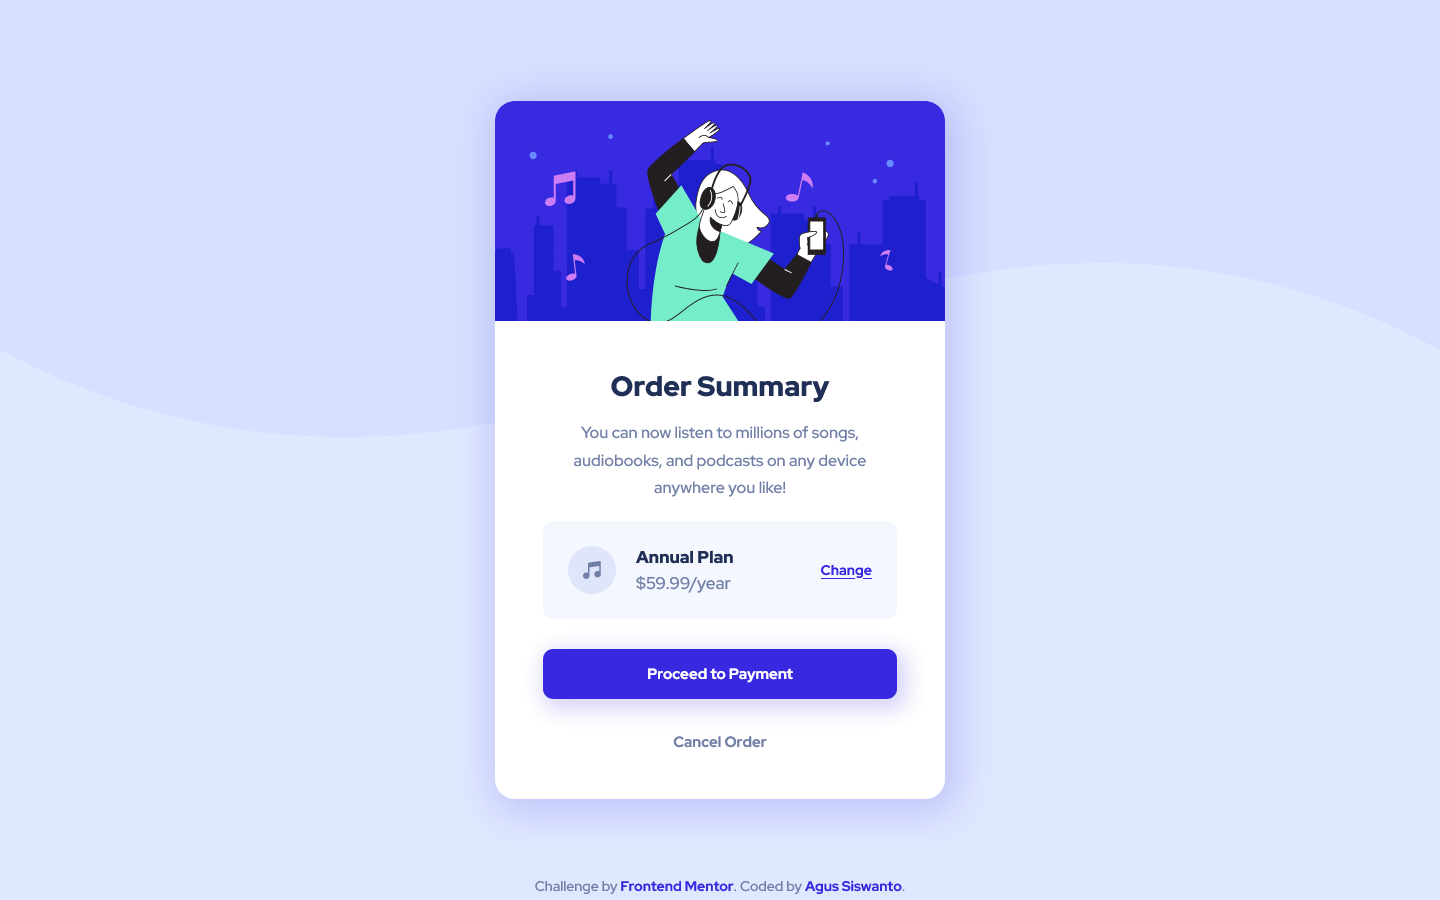 Order Summary
You can now listen to millions of songs,
audiobooks, and podcasts on any device
anywhere you like!
Annual Plan
$59.99/year
Change
Proceed to Payment
Cancel Order
Challenge by Frontend Mentor. Coded by Agus Siswanto.